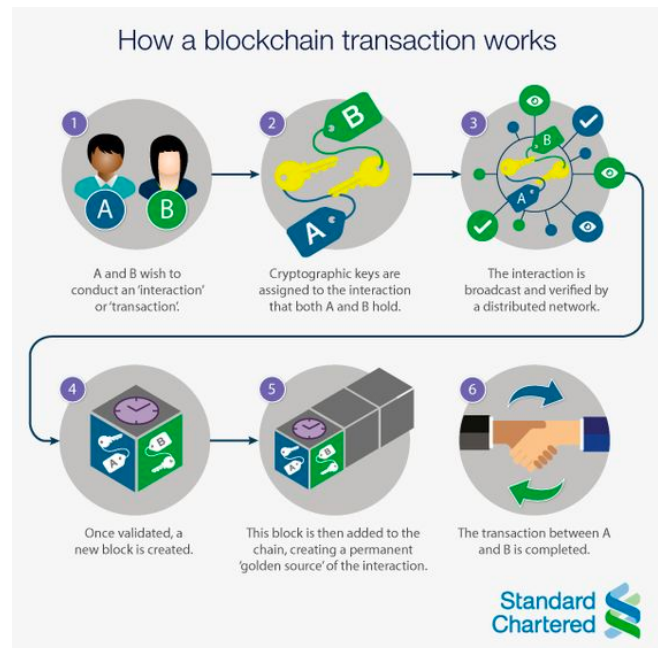 How a blockchain transaction works
1
A
B
A and B wish to
conduct an ‘interaction’
or ‘transaction’.
2
B
A
Cryptographic keys are
assigned to the interaction
that both A and B hold.
3
B
A
The interaction is
broadcast and verified by
a distributed network.
4
A
B
Once validated, a
new block is created.
5
A
B
This block is then added to the
chain, creating a permanent
‘golden source’ of the interaction.
6
The transaction between A
and B is completed.
Standard
Chartered